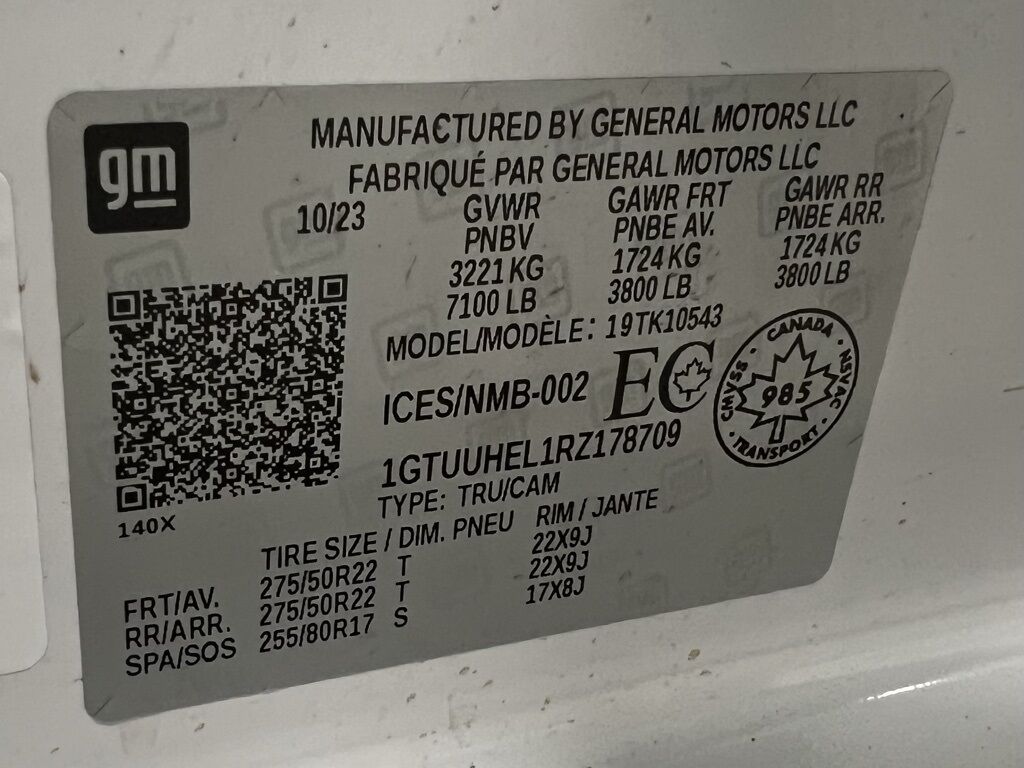 gm
MANUFACTURED BY GENERAL MOTORS LLC
FABRIQUÉ PAR GENERAL MOTORS LLC
10/23
GVWR GAWR FRT GAWR RR
PNBV PNBE AV. PNBE ARR.
3221 KG 1724 KG 1724 KG
7100 LB 3800 LB 3800 LB
MODEL/MODÈLE: 19TK10543
ICES/NMB-002 EC
CANADA
CMVSS 985 NSVAC
TRANSPORT
1GTUUHEL1RZ178709
TYPE: TRU/CAM
140X
TIRE SIZE / DIM. PNEU RIM / JANTE
FRT/AV. 275/50R22 T 22X9J
RR/ARR. 275/50R22 T 22X9J
SPA/SOS 255/80R17 S 17X8J